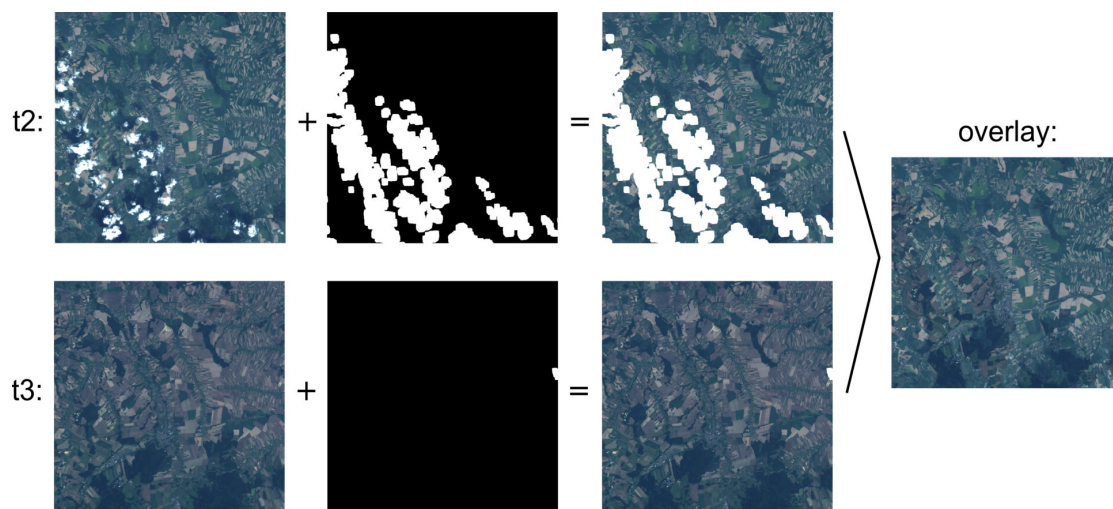 t2:
+
=
overlay:
t3:
+
=